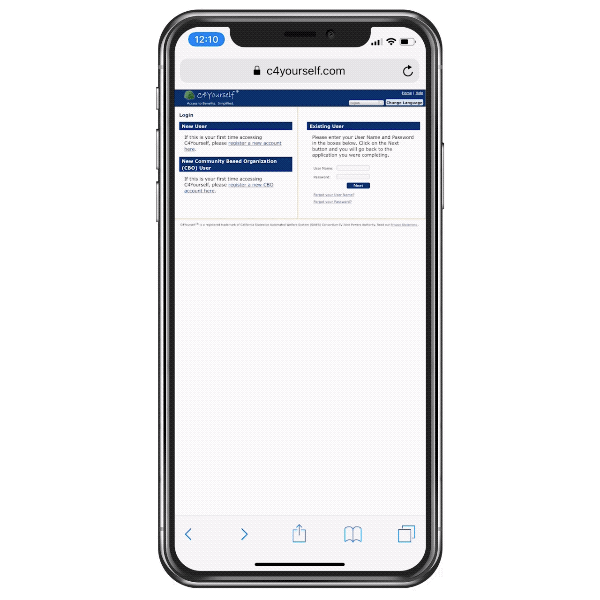 12:10
c4yourself.com
C4Yourself®
Access to Benefits. Simplified.
Home | Help
English
Change Language
Login
New User
If this is your first time accessing
C4Yourself, please register a new account
here.
New Community Based Organization
(CBO) User
If this is your first time accessing
C4Yourself, please register a new CBO
account here.
Existing User
Please enter your User Name and Password
in the boxes below. Click on the Next
button and you will go back to the
application you were completing.
User Name
Password
Next
Forgot your User Name?
Forgot your Password?